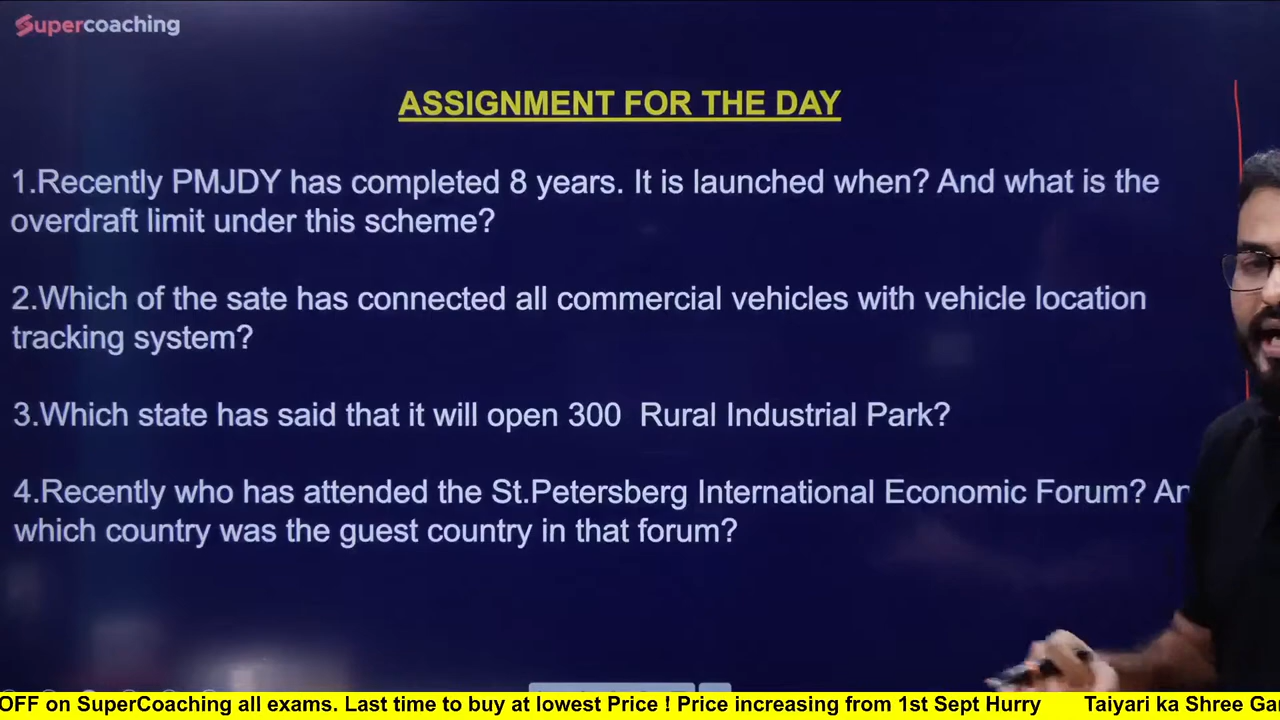 Supercoaching
ASSIGNMENT FOR THE DAY
1.Recently PMJDY has completed 8 years. It is launched when? And what is the
overdraft limit under this scheme?
2.Which of the sate has connected all commercial vehicles with vehicle location
tracking system?
3.Which state has said that it will open 300 Rural Industrial Park?
4.Recently who has attended the St.Petersberg International Economic Forum? An
which country was the guest country in that forum?
OFF on SuperCoaching all exams. Last time to buy at lowest Price ! Price increasing from 1st Sept Hurry Taiyari ka Shree Ga